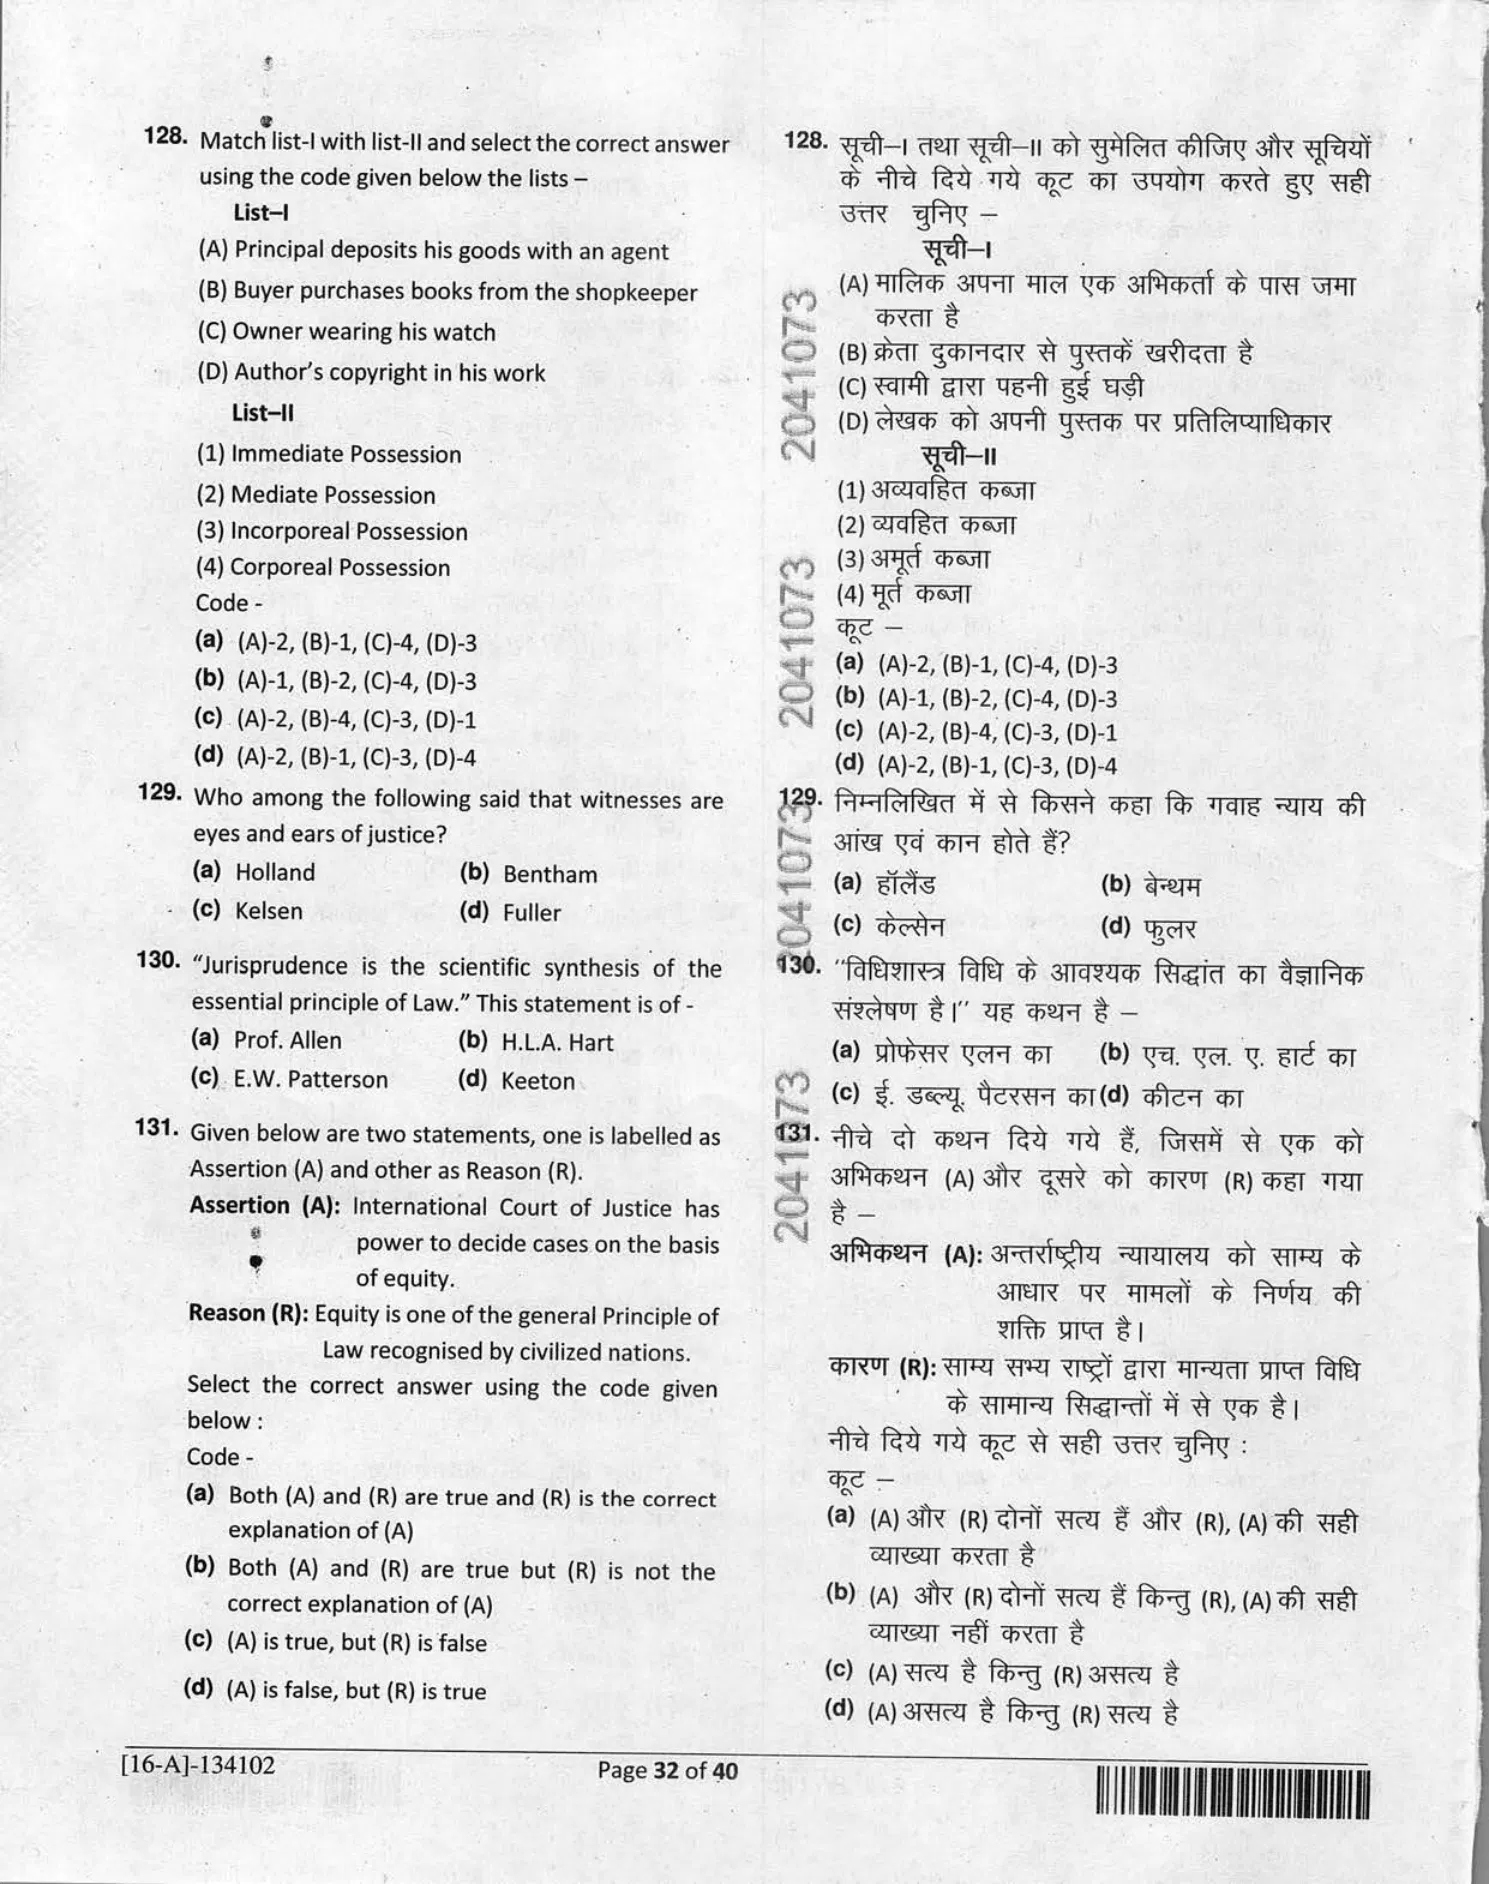 128. Match list-I with list-II and select the correct answer
using the code given below the lists –
List–I
(A) Principal deposits his goods with an agent
(B) Buyer purchases books from the shopkeeper
(C) Owner wearing his watch
(D) Author's copyright in his work
List–II
(1) Immediate Possession
(2) Mediate Possession
(3) Incorporeal Possession
(4) Corporeal Possession
Code -
(a) (A)-2, (B)-1, (C)-4, (D)-3
(b) (A)-1, (B)-2, (C)-4, (D)-3
(c) (A)-2, (B)-4, (C)-3, (D)-1
(d) (A)-2, (B)-1, (C)-3, (D)-4
129. Who among the following said that witnesses are
eyes and ears of justice?
(a) Holland (b) Bentham
(c) Kelsen (d) Fuller
130. “Jurisprudence is the scientific synthesis of the
essential principle of Law.” This statement is of -
(a) Prof. Allen (b) H.L.A. Hart
(c) E.W. Patterson (d) Keeton
131. Given below are two statements, one is labelled as
Assertion (A) and other as Reason (R).
Assertion (A): International Court of Justice has
power to decide cases on the basis
of equity.
Reason (R): Equity is one of the general Principle of
Law recognised by civilized nations.
Select the correct answer using the code given
below :
Code -
(a) Both (A) and (R) are true and (R) is the correct
explanation of (A)
(b) Both (A) and (R) are true but (R) is not the
correct explanation of (A)
(c) (A) is true, but (R) is false
(d) (A) is false, but (R) is true
2041073
2041073
2041073
2041073
128. सूची–I तथा सूची–II को सुमेलित कीजिए और सूचियों
के नीचे दिये गये कूट का उपयोग करते हुए सही
उत्तर चुनिए –
सूची–I
(A) मालिक अपना माल एक अभिकर्ता के पास जमा
करता है
(B) क्रेता दुकानदार से पुस्तकें खरीदता है
(C) स्वामी द्वारा पहनी हुई घड़ी
(D) लेखक को अपनी पुस्तक पर प्रतिलिप्याधिकार
सूची–II
(1) अव्यवहित कब्जा
(2) व्यवहित कब्जा
(3) अमूर्त कब्जा
(4) मूर्त कब्जा
कूट –
(a) (A)-2, (B)-1, (C)-4, (D)-3
(b) (A)-1, (B)-2, (C)-4, (D)-3
(c) (A)-2, (B)-4, (C)-3, (D)-1
(d) (A)-2, (B)-1, (C)-3, (D)-4
129. निम्नलिखित में से किसने कहा कि गवाह न्याय की
आंख एवं कान होते हैं?
(a) हॉलैंड (b) बेन्थम
(c) केल्सेन (d) फुलर
130. “विधिशास्त्र विधि के आवश्यक सिद्धांत का वैज्ञानिक
संश्लेषण है।” यह कथन है –
(a) प्रोफेसर एलन का (b) एच. एल. ए. हार्ट का
(c) ई. डब्ल्यू. पैटरसन का (d) कीटन का
131. नीचे दो कथन दिये गये हैं, जिसमें से एक को
अभिकथन (A) और दूसरे को कारण (R) कहा गया
है –
अभिकथन (A): अन्तर्राष्ट्रीय न्यायालय को साम्य के
आधार पर मामलों के निर्णय की
शक्ति प्राप्त है।
कारण (R): साम्य सभ्य राष्ट्रों द्वारा मान्यता प्राप्त विधि
के सामान्य सिद्धान्तों में से एक है।
नीचे दिये गये कूट से सही उत्तर चुनिए :
कूट –
(a) (A) और (R) दोनों सत्य हैं और (R), (A) की सही
व्याख्या करता है
(b) (A) और (R) दोनों सत्य हैं किन्तु (R), (A) की सही
व्याख्या नहीं करता है
(c) (A) सत्य है किन्तु (R) असत्य है
(d) (A) असत्य है किन्तु (R) सत्य है
[16-A]-134102 Page 32 of 40